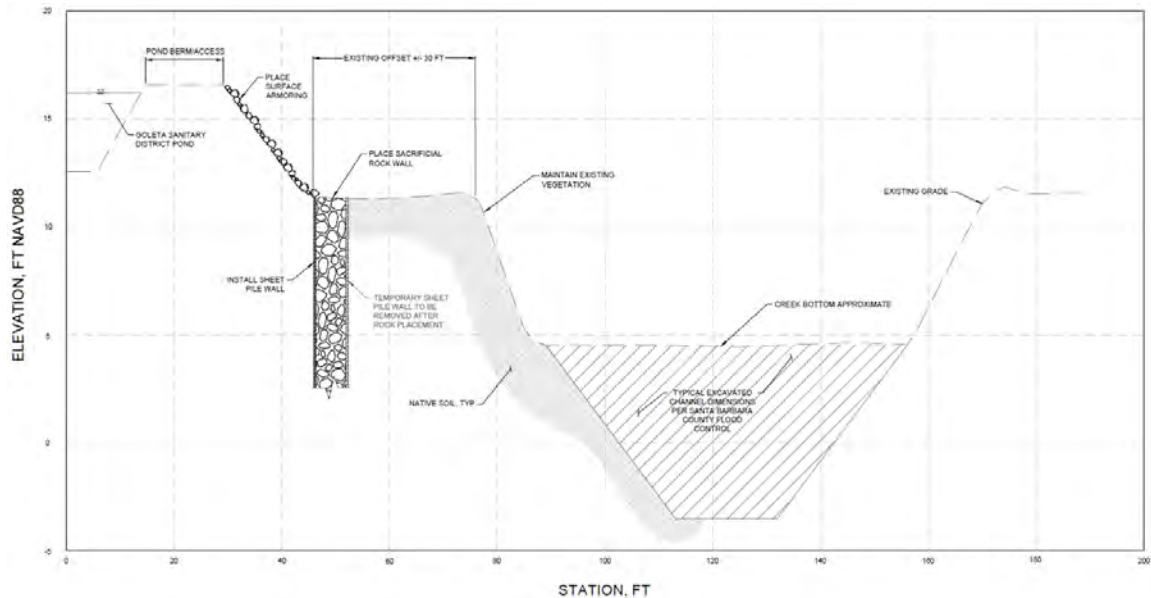 20
15
10
5
0
-5
ELEVATION, FT NAVD88
POND BERM/ACCESS
EXISTING OFFSET +/- 30 FT
PLACE
SURFACE
ARMORING
GOLETA SANITARY
DISTRICT POND
PLACE SACRIFICIAL
ROCK WALL
MAINTAIN EXISTING
VEGETATION
EXISTING GRADE
INSTALL SHEET
PILE WALL
TEMPORARY SHEET
PILE WALL TO BE
REMOVED AFTER
ROCK PLACEMENT
CREEK BOTTOM APPROXIMATE
NATIVE SOIL, TYP
TYPICAL EXCAVATED
CHANNEL DIMENSIONS
PER SANTA BARBARA
COUNTY FLOOD
CONTROL
0 20 40 60 80 100 120 140 160 180 200
STATION, FT